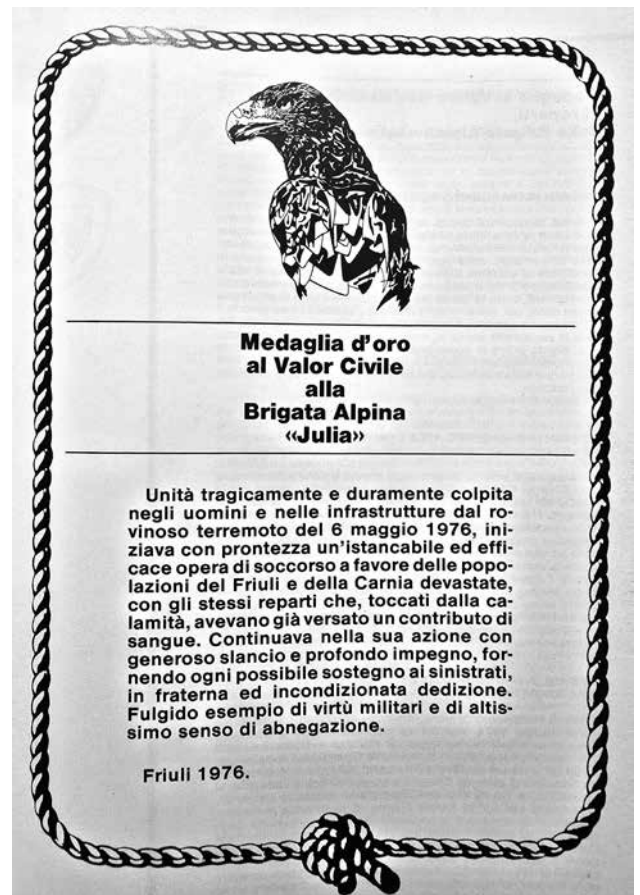 Medaglia d'oro
al Valor Civile
alla
Brigata Alpina
«Julia»
Unità tragicamente e duramente colpita
negli uomini e nelle infrastrutture dal ro-
vinoso terremoto del 6 maggio 1976, ini-
ziava con prontezza un'istancabile ed effi-
cace opera di soccorso a favore delle popo-
lazioni del Friuli e della Carnia devastate,
con gli stessi reparti che, toccati dalla ca-
lamità, avevano già versato un contributo di
sangue. Continuava nella sua azione con
generoso slancio e profondo impegno, for-
nendo ogni possibile sostegno ai sinistrati,
in fraterna ed incondizionata dedizione.
Fulgido esempio di virtù militari e di altis-
simo senso di abnegazione.
Friuli 1976.